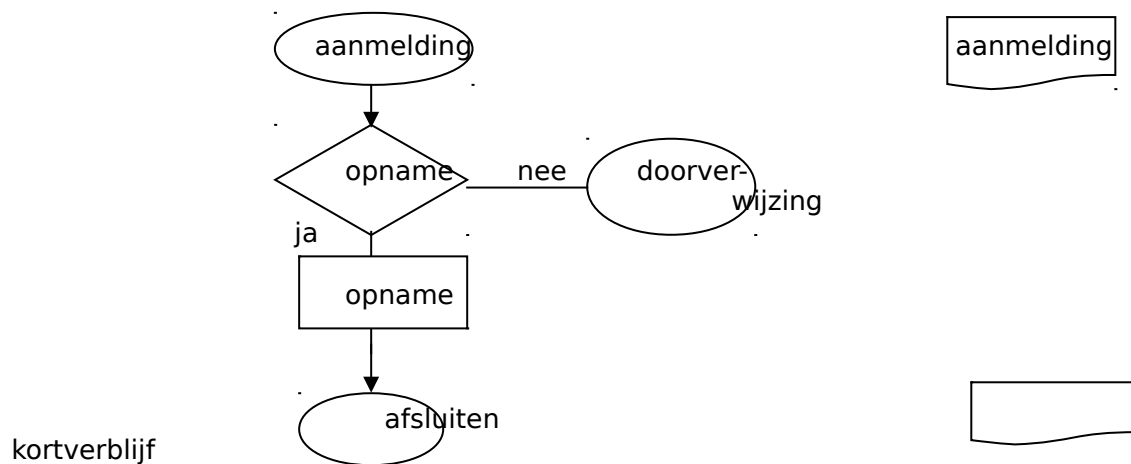 aanmelding
aanmelding
opname
nee
doorver-
wijzing
ja
opname
afsluiten
kortverblijf